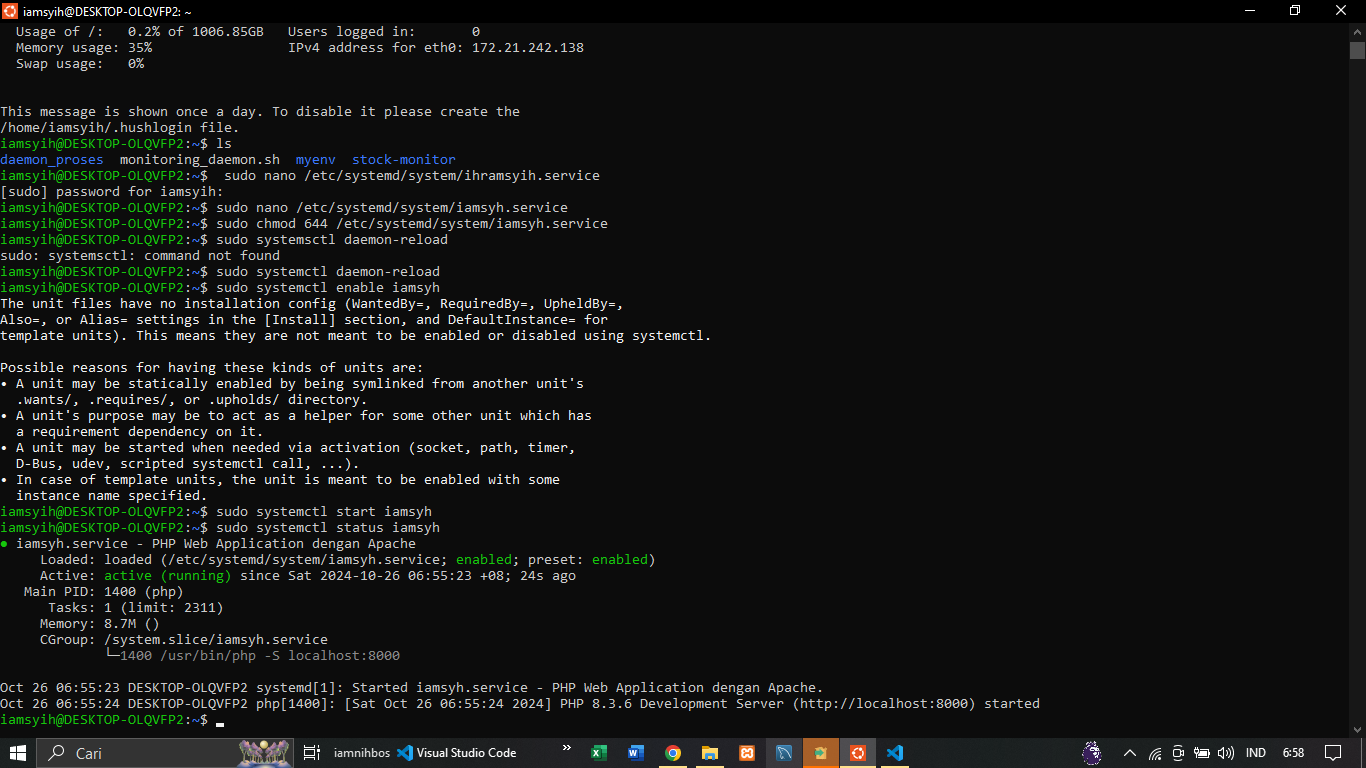 iamsyih@DESKTOP-OLQVFP2: ~
Usage of /: 0.2% of 1006.85GB Users logged in: 0
Memory usage: 35% IPv4 address for eth0: 172.21.242.138
Swap usage: 0%
This message is shown once a day. To disable it please create the
/home/iamsyih/.hushlogin file.
iamsyih@DESKTOP-OLQVFP2:~$ ls
daemon_proses monitoring_daemon.sh myenv stock-monitor
iamsyih@DESKTOP-OLQVFP2:~$ sudo nano /etc/systemd/system/ihramsyih.service
[sudo] password for iamsyih:
iamsyih@DESKTOP-OLQVFP2:~$ sudo nano /etc/systemd/system/iamsyh.service
iamsyih@DESKTOP-OLQVFP2:~$ sudo chmod 644 /etc/systemd/system/iamsyh.service
iamsyih@DESKTOP-OLQVFP2:~$ sudo systemsctl daemon-reload
sudo: systemsctl: command not found
iamsyih@DESKTOP-OLQVFP2:~$ sudo systemctl daemon-reload
iamsyih@DESKTOP-OLQVFP2:~$ sudo systemctl enable iamsyh
The unit files have no installation config (WantedBy=, RequiredBy=, UpheldBy=,
Also=, or Alias= settings in the [Install] section, and DefaultInstance= for
template units). This means they are not meant to be enabled or disabled using systemctl.
Possible reasons for having these kinds of units are:
• A unit may be statically enabled by being symlinked from another unit's
.wants/, .requires/, or .upholds/ directory.
• A unit's purpose may be to act as a helper for some other unit which has
a requirement dependency on it.
• A unit may be started when needed via activation (socket, path, timer,
D-Bus, udev, scripted systemctl call, ...).
• In case of template units, the unit is meant to be enabled with some
instance name specified.
iamsyih@DESKTOP-OLQVFP2:~$ sudo systemctl start iamsyh
iamsyih@DESKTOP-OLQVFP2:~$ sudo systemctl status iamsyh
● iamsyh.service - PHP Web Application dengan Apache
Loaded: loaded (/etc/systemd/system/iamsyh.service; enabled; preset: enabled)
Active: active (running) since Sat 2024-10-26 06:55:23 +08; 24s ago
Main PID: 1400 (php)
Tasks: 1 (limit: 2311)
Memory: 8.7M ()
CGroup: /system.slice/iamsyh.service
└─1400 /usr/bin/php -S localhost:8000
Oct 26 06:55:23 DESKTOP-OLQVFP2 systemd[1]: Started iamsyh.service - PHP Web Application dengan Apache.
Oct 26 06:55:24 DESKTOP-OLQVFP2 php[1400]: [Sat Oct 26 06:55:24 2024] PHP 8.3.6 Development Server (http://localhost:8000) started
iamsyih@DESKTOP-OLQVFP2:~$
Cari iamnihbos Visual Studio Code » IND 6:58